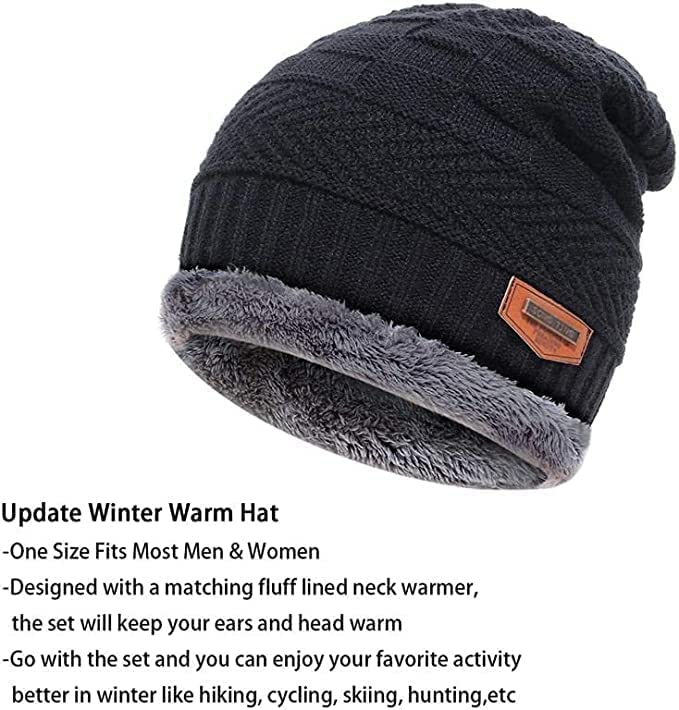 Update Winter Warm Hat
-One Size Fits Most Men & Women
-Designed with a matching fluff lined neck warmer,
the set will keep your ears and head warm
-Go with the set and you can enjoy your favorite activity
better in winter like hiking, cycling, skiing, hunting,etc